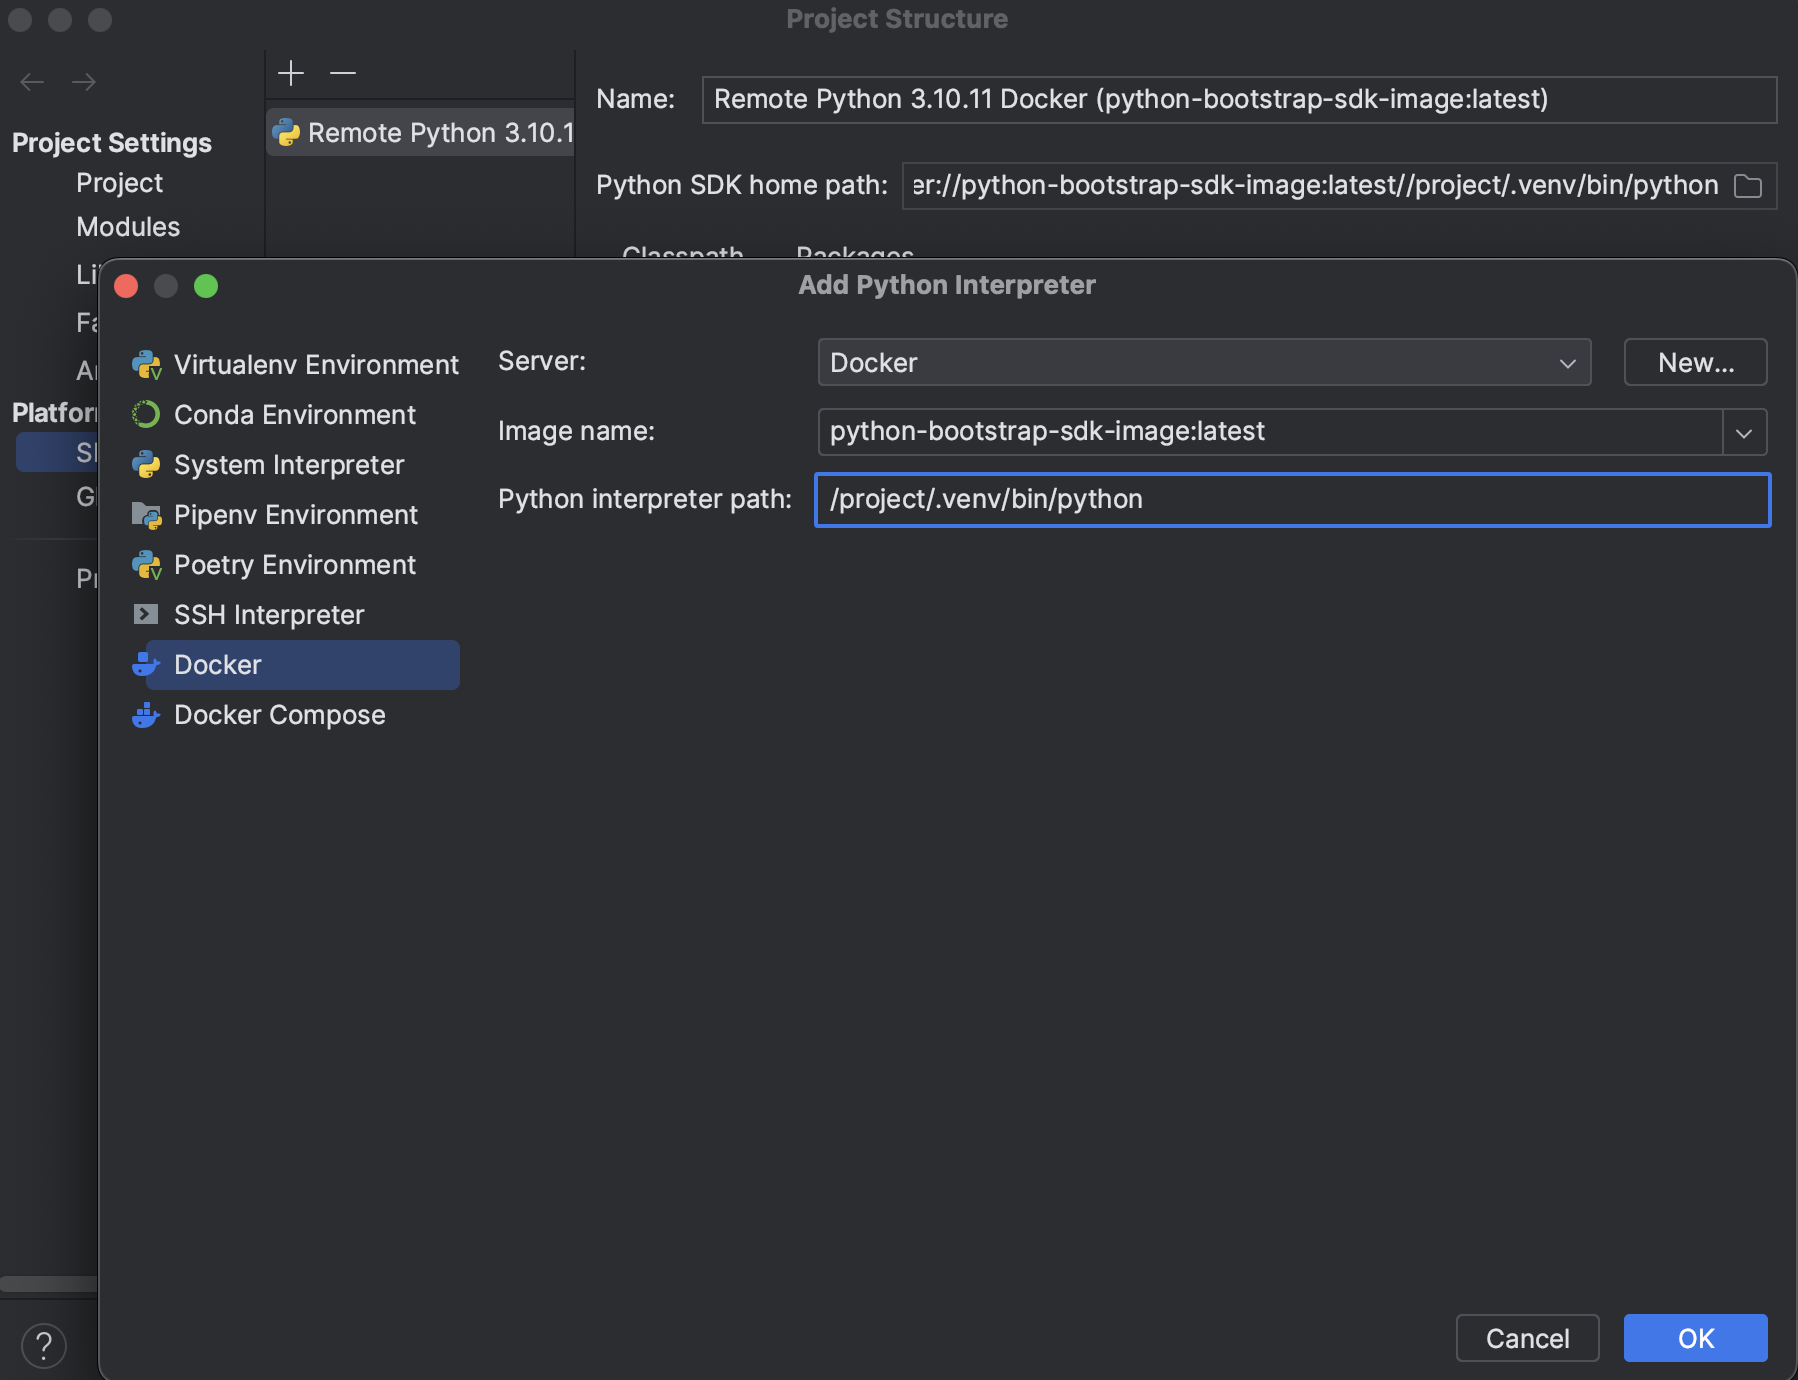 Project Structure
Name:
Remote Python 3.10.11 Docker (python-bootstrap-sdk-image:latest)
Remote Python 3.10.1
Python SDK home path:
er://python-bootstrap-sdk-image:latest//project/.venv/bin/python
Classpath
Packages
Project Settings
Project
Modules
Platfor
Add Python Interpreter
Virtualenv Environment
Conda Environment
System Interpreter
Pipenv Environment
Poetry Environment
SSH Interpreter
Docker
Docker Compose
Server:
Docker
New...
Image name:
python-bootstrap-sdk-image:latest
Python interpreter path:
/project/.venv/bin/python
?
Cancel
OK